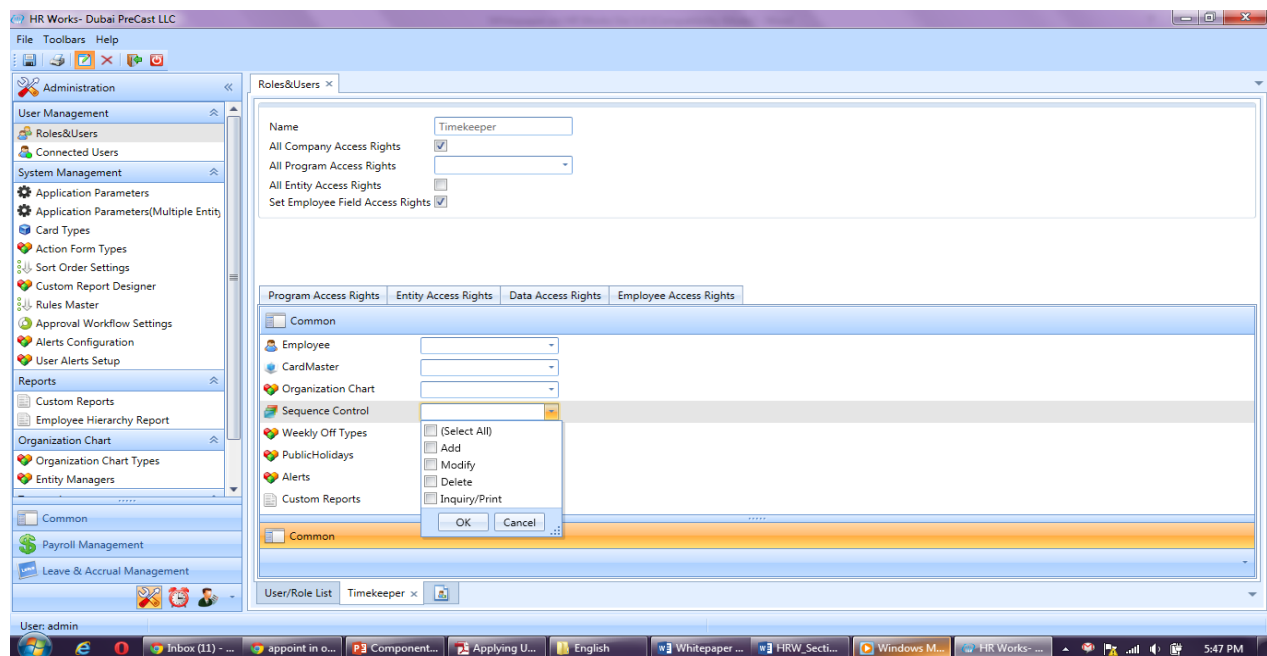 HR Works- Dubai PreCast LLC
File Toolbars Help
Administration
User Management
Roles&Users
Connected Users
System Management
Application Parameters
Application Parameters(Multiple Entity
Card Types
Action Form Types
Sort Order Settings
Custom Report Designer
Rules Master
Approval Workflow Settings
Alerts Configuration
User Alerts Setup
Reports
Custom Reports
Employee Hierarchy Report
Organization Chart
Organization Chart Types
Entity Managers
Common
Payroll Management
Leave & Accrual Management
Roles&Users
Name Timekeeper
All Company Access Rights
All Program Access Rights
All Entity Access Rights
Set Employee Field Access Rights
Program Access Rights Entity Access Rights Data Access Rights Employee Access Rights
Common
Employee
CardMaster
Organization Chart
Sequence Control
Weekly Off Types
PublicHolidays
Alerts
Custom Reports
(Select All)
Add
Modify
Delete
Inquiry/Print
OK Cancel
Common
User/Role List Timekeeper
User: admin
Inbox (11) - ... appoint in o... Component... Applying U... English Whitepaper ... HRW_Secti... Windows M... HR Works- ... 5:47 PM